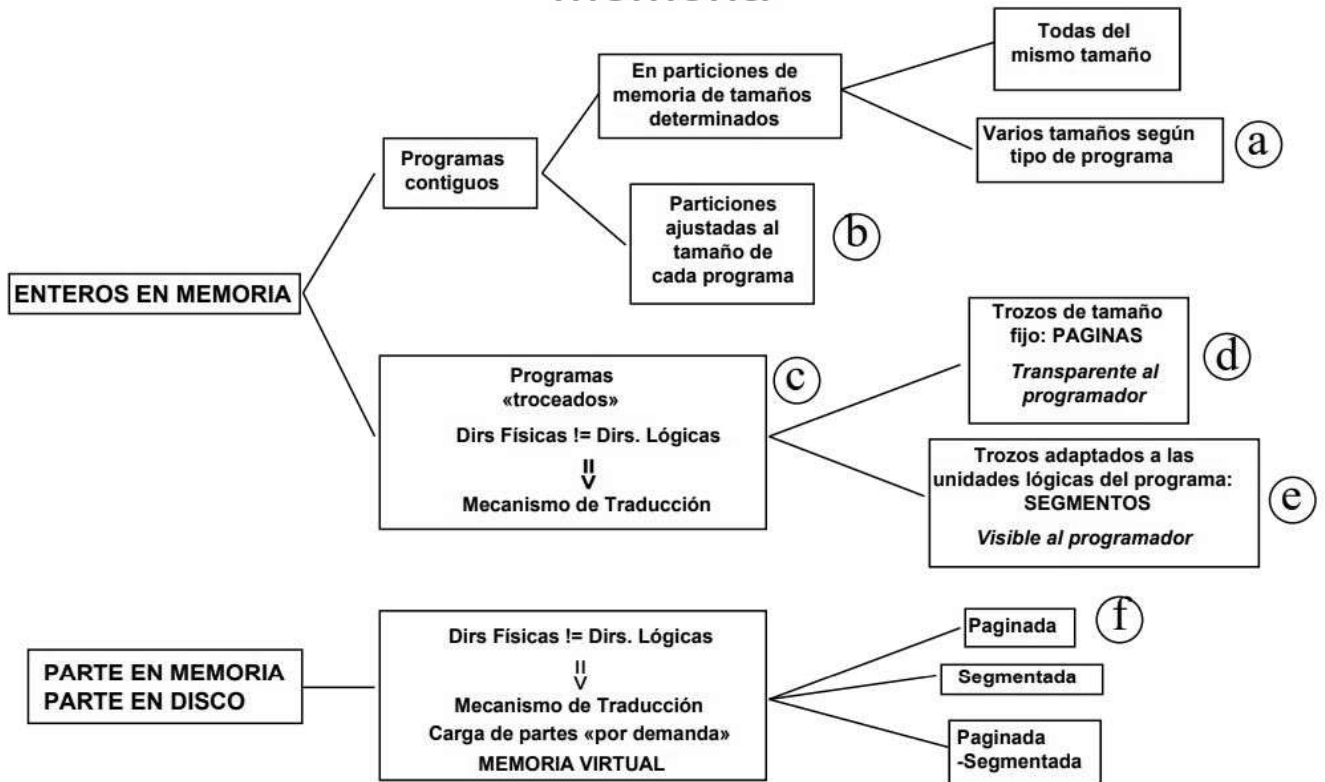 Todas del
mismo tamaño
En particiones de
memoria de tamaños
determinados
Varios tamaños según
tipo de programa
a
Programas
contiguos
Particiones
ajustadas al
tamaño de
cada programa
b
ENTEROS EN MEMORIA
Programas
«troceados»
Dirs Físicas != Dirs. Lógicas
=>
Mecanismo de Traducción
c
Trozos de tamaño
fijo: PAGINAS
Transparente al
programador
d
Trozos adaptados a las
unidades lógicas del programa:
SEGMENTOS
Visible al programador
e
PARTE EN MEMORIA
PARTE EN DISCO
Dirs Físicas != Dirs. Lógicas
=>
Mecanismo de Traducción
Carga de partes «por demanda»
MEMORIA VIRTUAL
Paginada
f
Segmentada
Paginada
-Segmentada